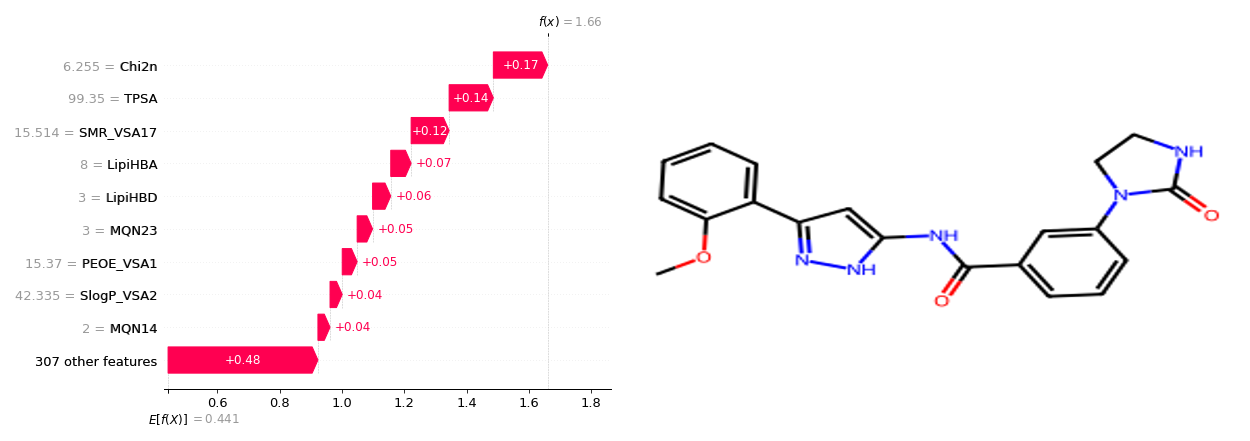 f(x) = 1.66
6.255 = Chi2n
+0.17
99.35 = TPSA
+0.14
15.514 = SMR_VSA17
+0.12
8 = LipiHBA
+0.07
3 = LipiHBD
+0.06
3 = MQN23
+0.05
15.37 = PEOE_VSA1
+0.05
42.335 = SlogP_VSA2
+0.04
2 = MQN14
+0.04
307 other features
+0.48
0.6 0.8 1.0 1.2 1.4 1.6 1.8
E[f(X)] = 0.441
NH
O
N
O
N
NH
NH
O